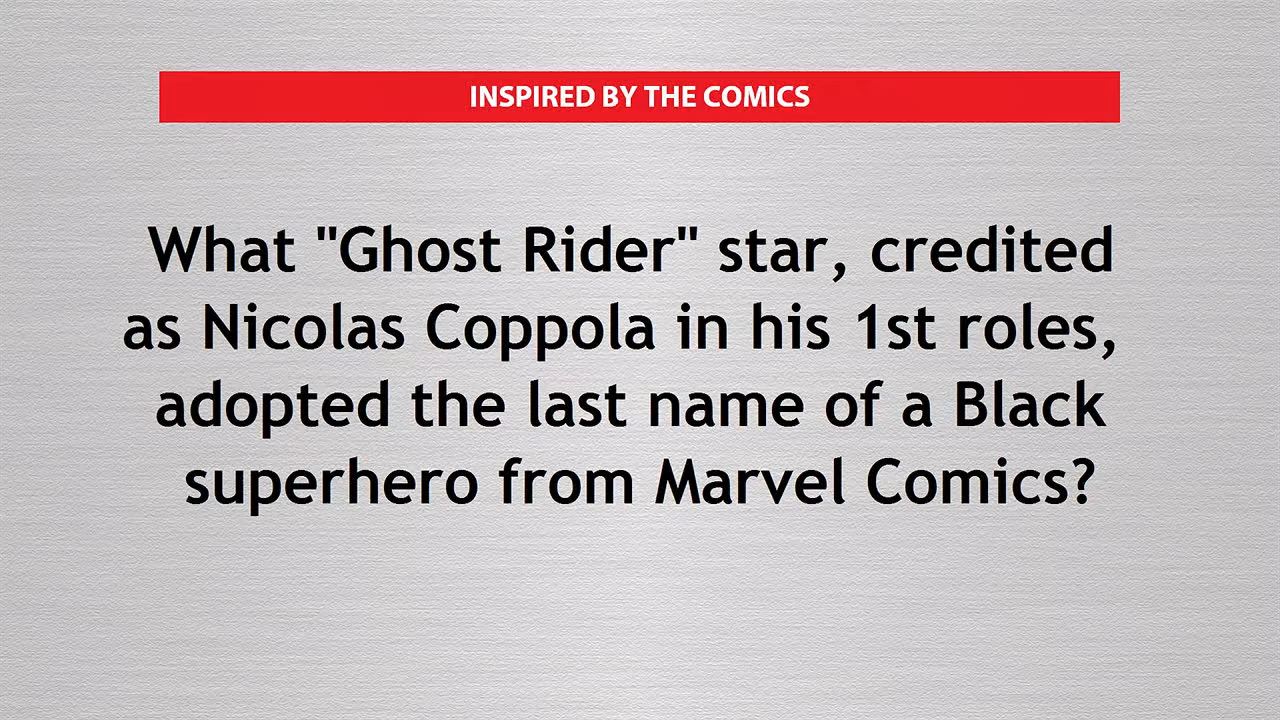 INSPIRED BY THE COMICS
What "Ghost Rider" star, credited
as Nicolas Coppola in his 1st roles,
adopted the last name of a Black
superhero from Marvel Comics?